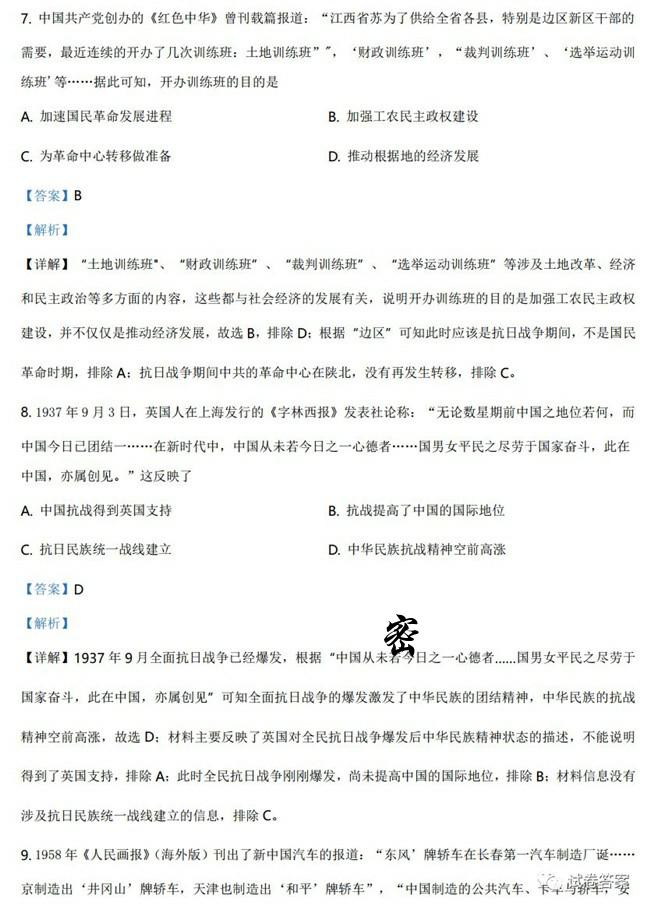 7. 中国共产党创办的《红色中华》曾刊载篇报道：“江西省苏为了供给全省各县，特别是边区新区干部的
需要，最近连续的开办了几次训练班：土地训练班”"，‘财政训练班’，“裁判训练班’、‘选举运动训
练班'等……据此可知，开办训练班的目的是
A. 加速国民革命发展进程 B. 加强工农民主政权建设
C. 为革命中心转移做准备 D. 推动根据地的经济发展
【答案】B
【解析】
【详解】“土地训练班"、“财政训练班”、“裁判训练班”、“选举运动训练班”等涉及土地改革、经济
和民主政治等多方面的内容，这些都与社会经济的发展有关，说明开办训练班的目的是加强工农民主政权
建设，并不仅仅是推动经济发展，故选 B，排除 D；根据“边区”可知此时应该是抗日战争期间，不是国民
革命时期，排除 A；抗日战争期间中共的革命中心在陕北，没有再发生转移，排除 C。
8. 1937 年 9 月 3 日，英国人在上海发行的《字林西报》发表社论称：“无论数星期前中国之地位若何，而
中国今日已团结一……在新时代中，中国从未若今日之一心德者……国男女平民之尽劳于国家奋斗，此在
中国，亦属创见。”这反映了
A. 中国抗战得到英国支持 B. 抗战提高了中国的国际地位
C. 抗日民族统一战线建立 D. 中华民族抗战精神空前高涨
【答案】D
【解析】
密
【详解】1937 年 9 月全面抗日战争已经爆发，根据“中国从未若今日之一心德者......国男女平民之尽劳于
国家奋斗，此在中国，亦属创见”可知全面抗日战争的爆发激发了中华民族的团结精神，中华民族的抗战
精神空前高涨，故选 D；材料主要反映了英国对全民抗日战争爆发后中华民族精神状态的描述，不能说明
得到了英国支持，排除 A；此时全民抗日战争刚刚爆发，尚未提高中国的国际地位，排除 B；材料信息没有
涉及抗日民族统一战线建立的信息，排除 C。
9. 1958 年《人民画报》（海外版）刊出了新中国汽车的报道：“东风’牌轿车在长春第一汽车制造厂诞……
京制造出‘井冈山’牌轿车，天津也制造出‘和平’牌轿车”，“中国制造的公共汽车、卡车与轿车，安
试卷答案